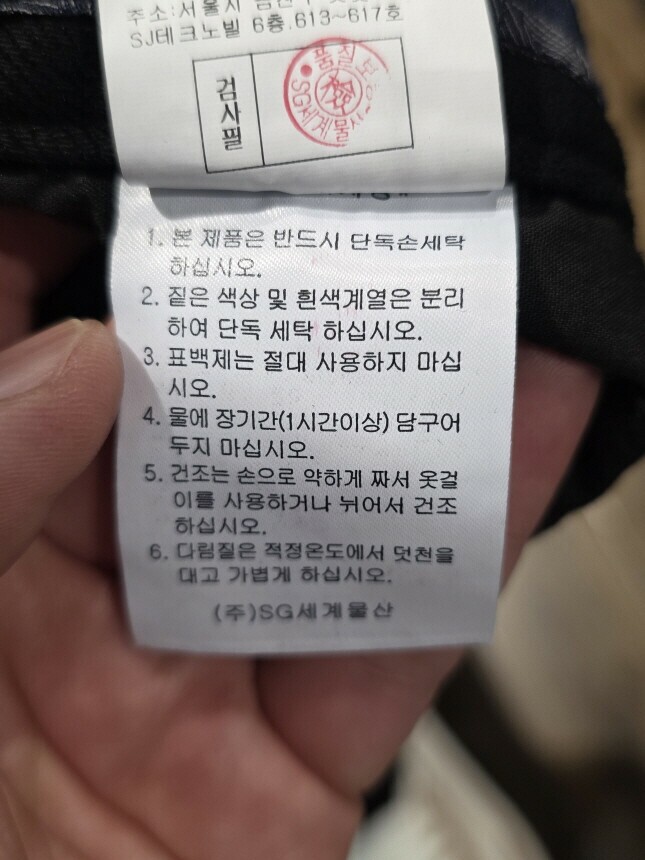 주소:서울시
SJ테크노빌 6층.613~617호
검사필
품질보증
檢
SG세계물산
1. 본 제품은 반드시 단독손세탁
하십시오.
2. 짙은 색상 및 흰색계열은 분리
하여 단독 세탁 하십시오.
3. 표백제는 절대 사용하지 마십
시오.
4. 물에 장기간(1시간이상) 담구어
두지 마십시오.
5. 건조는 손으로 약하게 짜서 옷걸
이를 사용하거나 뉘어서 건조
하십시오.
6. 다림질은 적정온도에서 덧천을
대고 가볍게 하십시오.
(주)SG세계물산